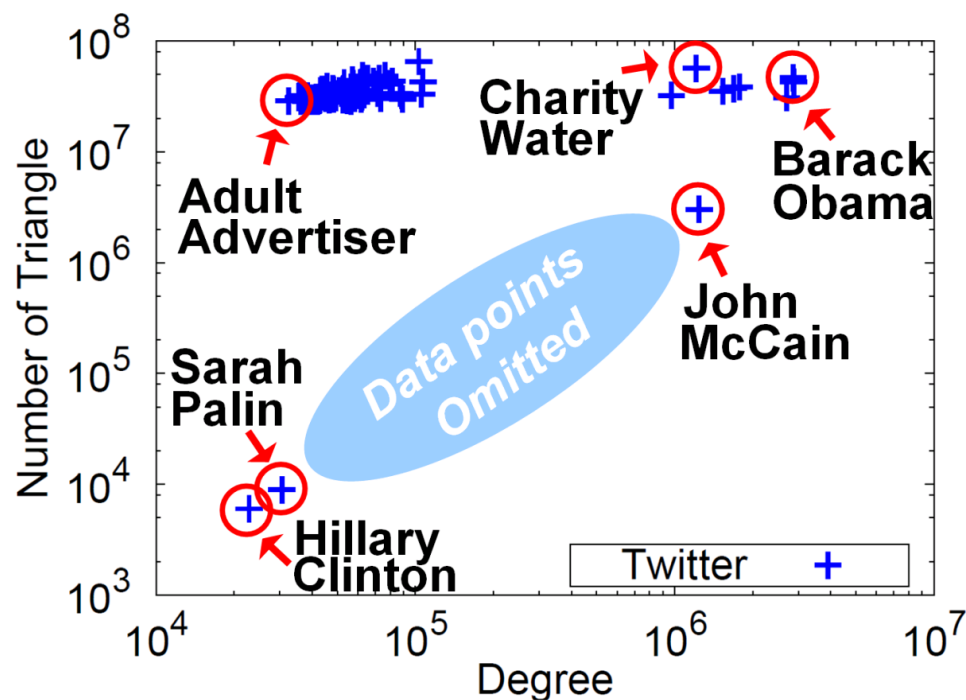 10^8
10^7
10^6
10^5
10^4
10^3
Number of Triangle
Charity
Water
Barack
Obama
Adult
Advertiser
John
McCain
Data points
Omitted
Sarah
Palin
Hillary
Clinton
Twitter
10^4
10^5
10^6
10^7
Degree